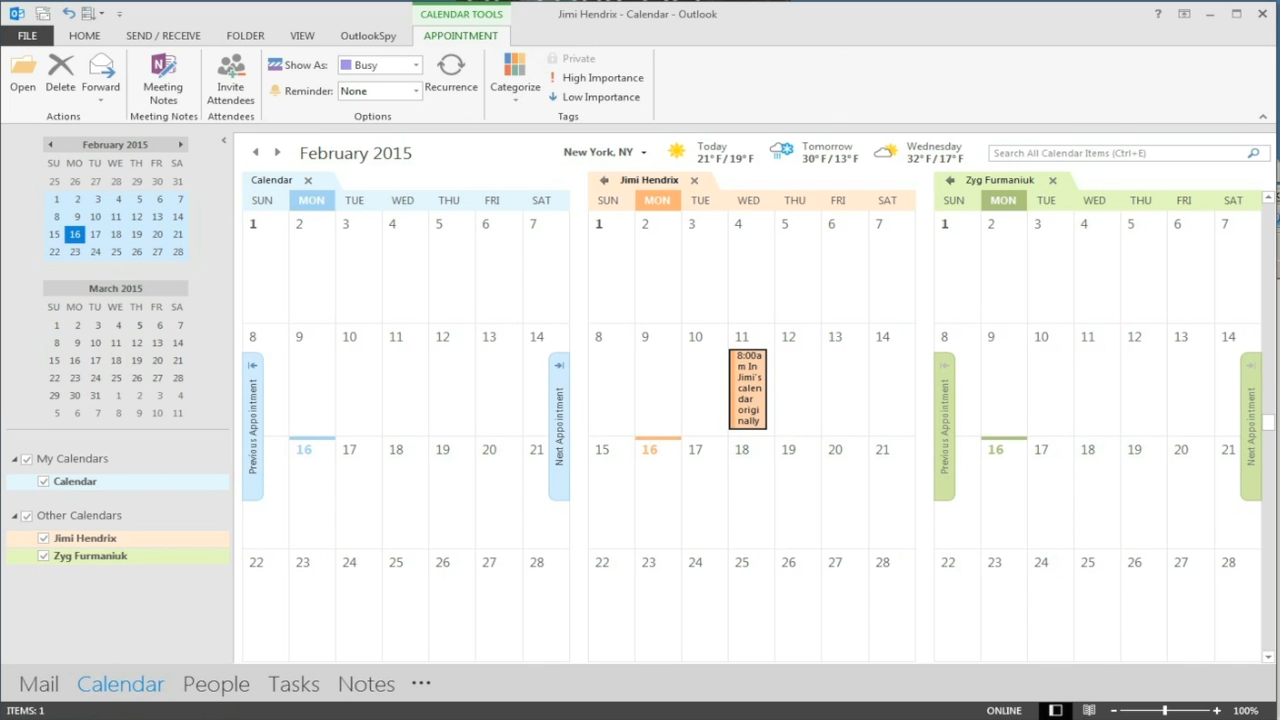 CALENDAR TOOLS
Jimi Hendrix - Calendar - Outlook
?
FILE HOME SEND / RECEIVE FOLDER VIEW OutlookSpy APPOINTMENT
Open Delete Forward
Meeting
Notes
Invite
Attendees
Show As: Busy
Reminder: None
Recurrence
Categorize
Private
High Importance
Low Importance
Actions Meeting Notes Attendees Options Tags
February 2015
SU MO TU WE TH FR SA
25 26 27 28 29 30 31
1 2 3 4 5 6 7
8 9 10 11 12 13 14
15 16 17 18 19 20 21
22 23 24 25 26 27 28
March 2015
SU MO TU WE TH FR SA
1 2 3 4 5 6 7
8 9 10 11 12 13 14
15 16 17 18 19 20 21
22 23 24 25 26 27 28
29 30 31 1 2 3 4
5 6 7 8 9 10 11
My Calendars
Calendar
Other Calendars
Jimi Hendrix
Zyg Furmaniuk
February 2015
New York, NY
Today
21° F / 19° F
Tomorrow
30° F / 13° F
Wednesday
32° F / 17° F
Search All Calendar Items (Ctrl+E)
Calendar
SUN MON TUE WED THU FRI SAT
1 2 3 4 5 6 7
8 9 10 11 12 13 14
16 17 18 19 20 21
22 23 24 25 26 27 28
Previous Appointment
Next Appointment
Jimi Hendrix
SUN MON TUE WED THU FRI SAT
1 2 3 4 5 6 7
8 9 10 11 12 13 14
8:00a
m In
Jimi's
calen
dar
origi
nally
15 16 17 18 19 20 21
22 23 24 25 26 27 28
Zyg Furmaniuk
SUN MON TUE WED THU FRI SAT
1 2 3 4 5 6 7
8 9 10 11 12 13 14
16 17 18 19 20 21
22 23 24 25 26 27 28
Previous Appointment
Next Appointment
Mail Calendar People Tasks Notes •••
ITEMS: 1
ONLINE
100%